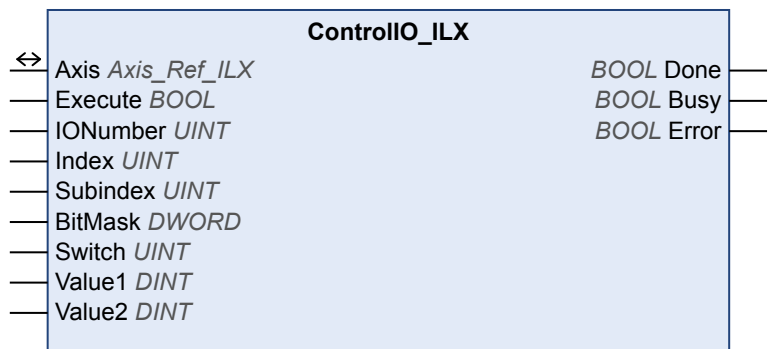 ControlIO_ILX
Axis Axis_Ref_ILX BOOL Done
Execute BOOL BOOL Busy
IONumber UINT BOOL Error
Index UINT
Subindex UINT
BitMask DWORD
Switch UINT
Value1 DINT
Value2 DINT